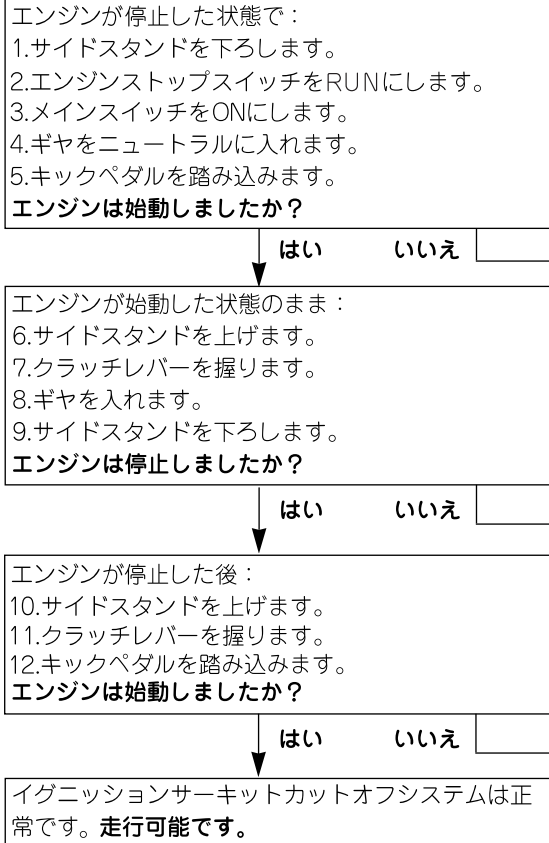 エンジンが停止した状態で：
1.サイドスタンドを下ろします。
2.エンジンストップスイッチをRUNにします。
3.メインスイッチをONにします。
4.ギヤをニュートラルに入れます。
5.キックペダルを踏み込みます。
エンジンは始動しましたか？
はい いいえ
エンジンが始動した状態のまま：
6.サイドスタンドを上げます。
7.クラッチレバーを握ります。
8.ギヤを入れます。
9.サイドスタンドを下ろします。
エンジンは停止しましたか？
はい いいえ
エンジンが停止した後：
10.サイドスタンドを上げます。
11.クラッチレバーを握ります。
12.キックペダルを踏み込みます。
エンジンは始動しましたか？
はい いいえ
イグニッションサーキットカットオフシステムは正
常です。走行可能です。